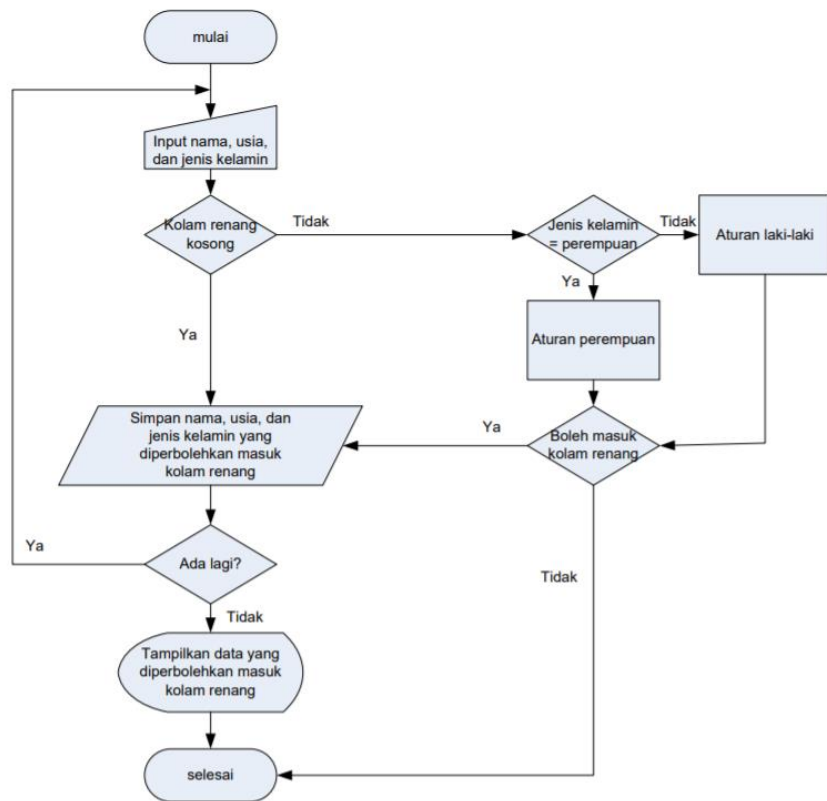 mulai
Input nama, usia,
dan jenis kelamin
Kolam renang
kosong
Tidak
Jenis kelamin
= perempuan
Tidak
Aturan laki-laki
Ya
Aturan perempuan
Ya
Simpan nama, usia, dan
jenis kelamin yang
diperbolehkan masuk
kolam renang
Ya
Boleh masuk
kolam renang
Ya
Ada lagi?
Tidak
Tidak
Tampilkan data yang
diperbolehkan masuk
kolam renang
selesai